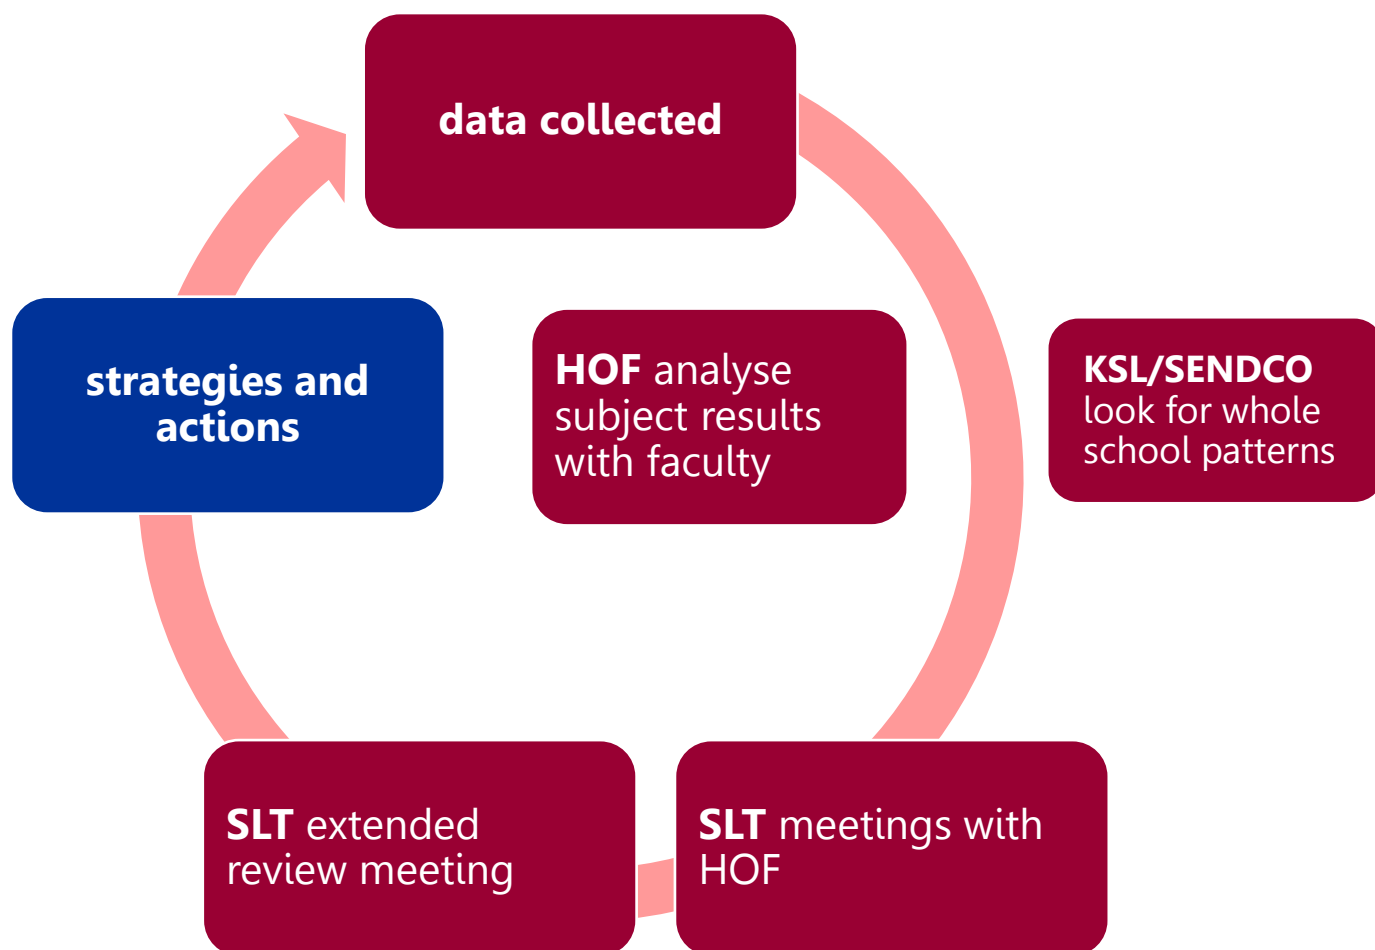 data collected
strategies and
actions
HOF analyse
subject results
with faculty
KSL/SENDCO
look for whole
school patterns
SLT extended
review meeting
SLT meetings with
HOF